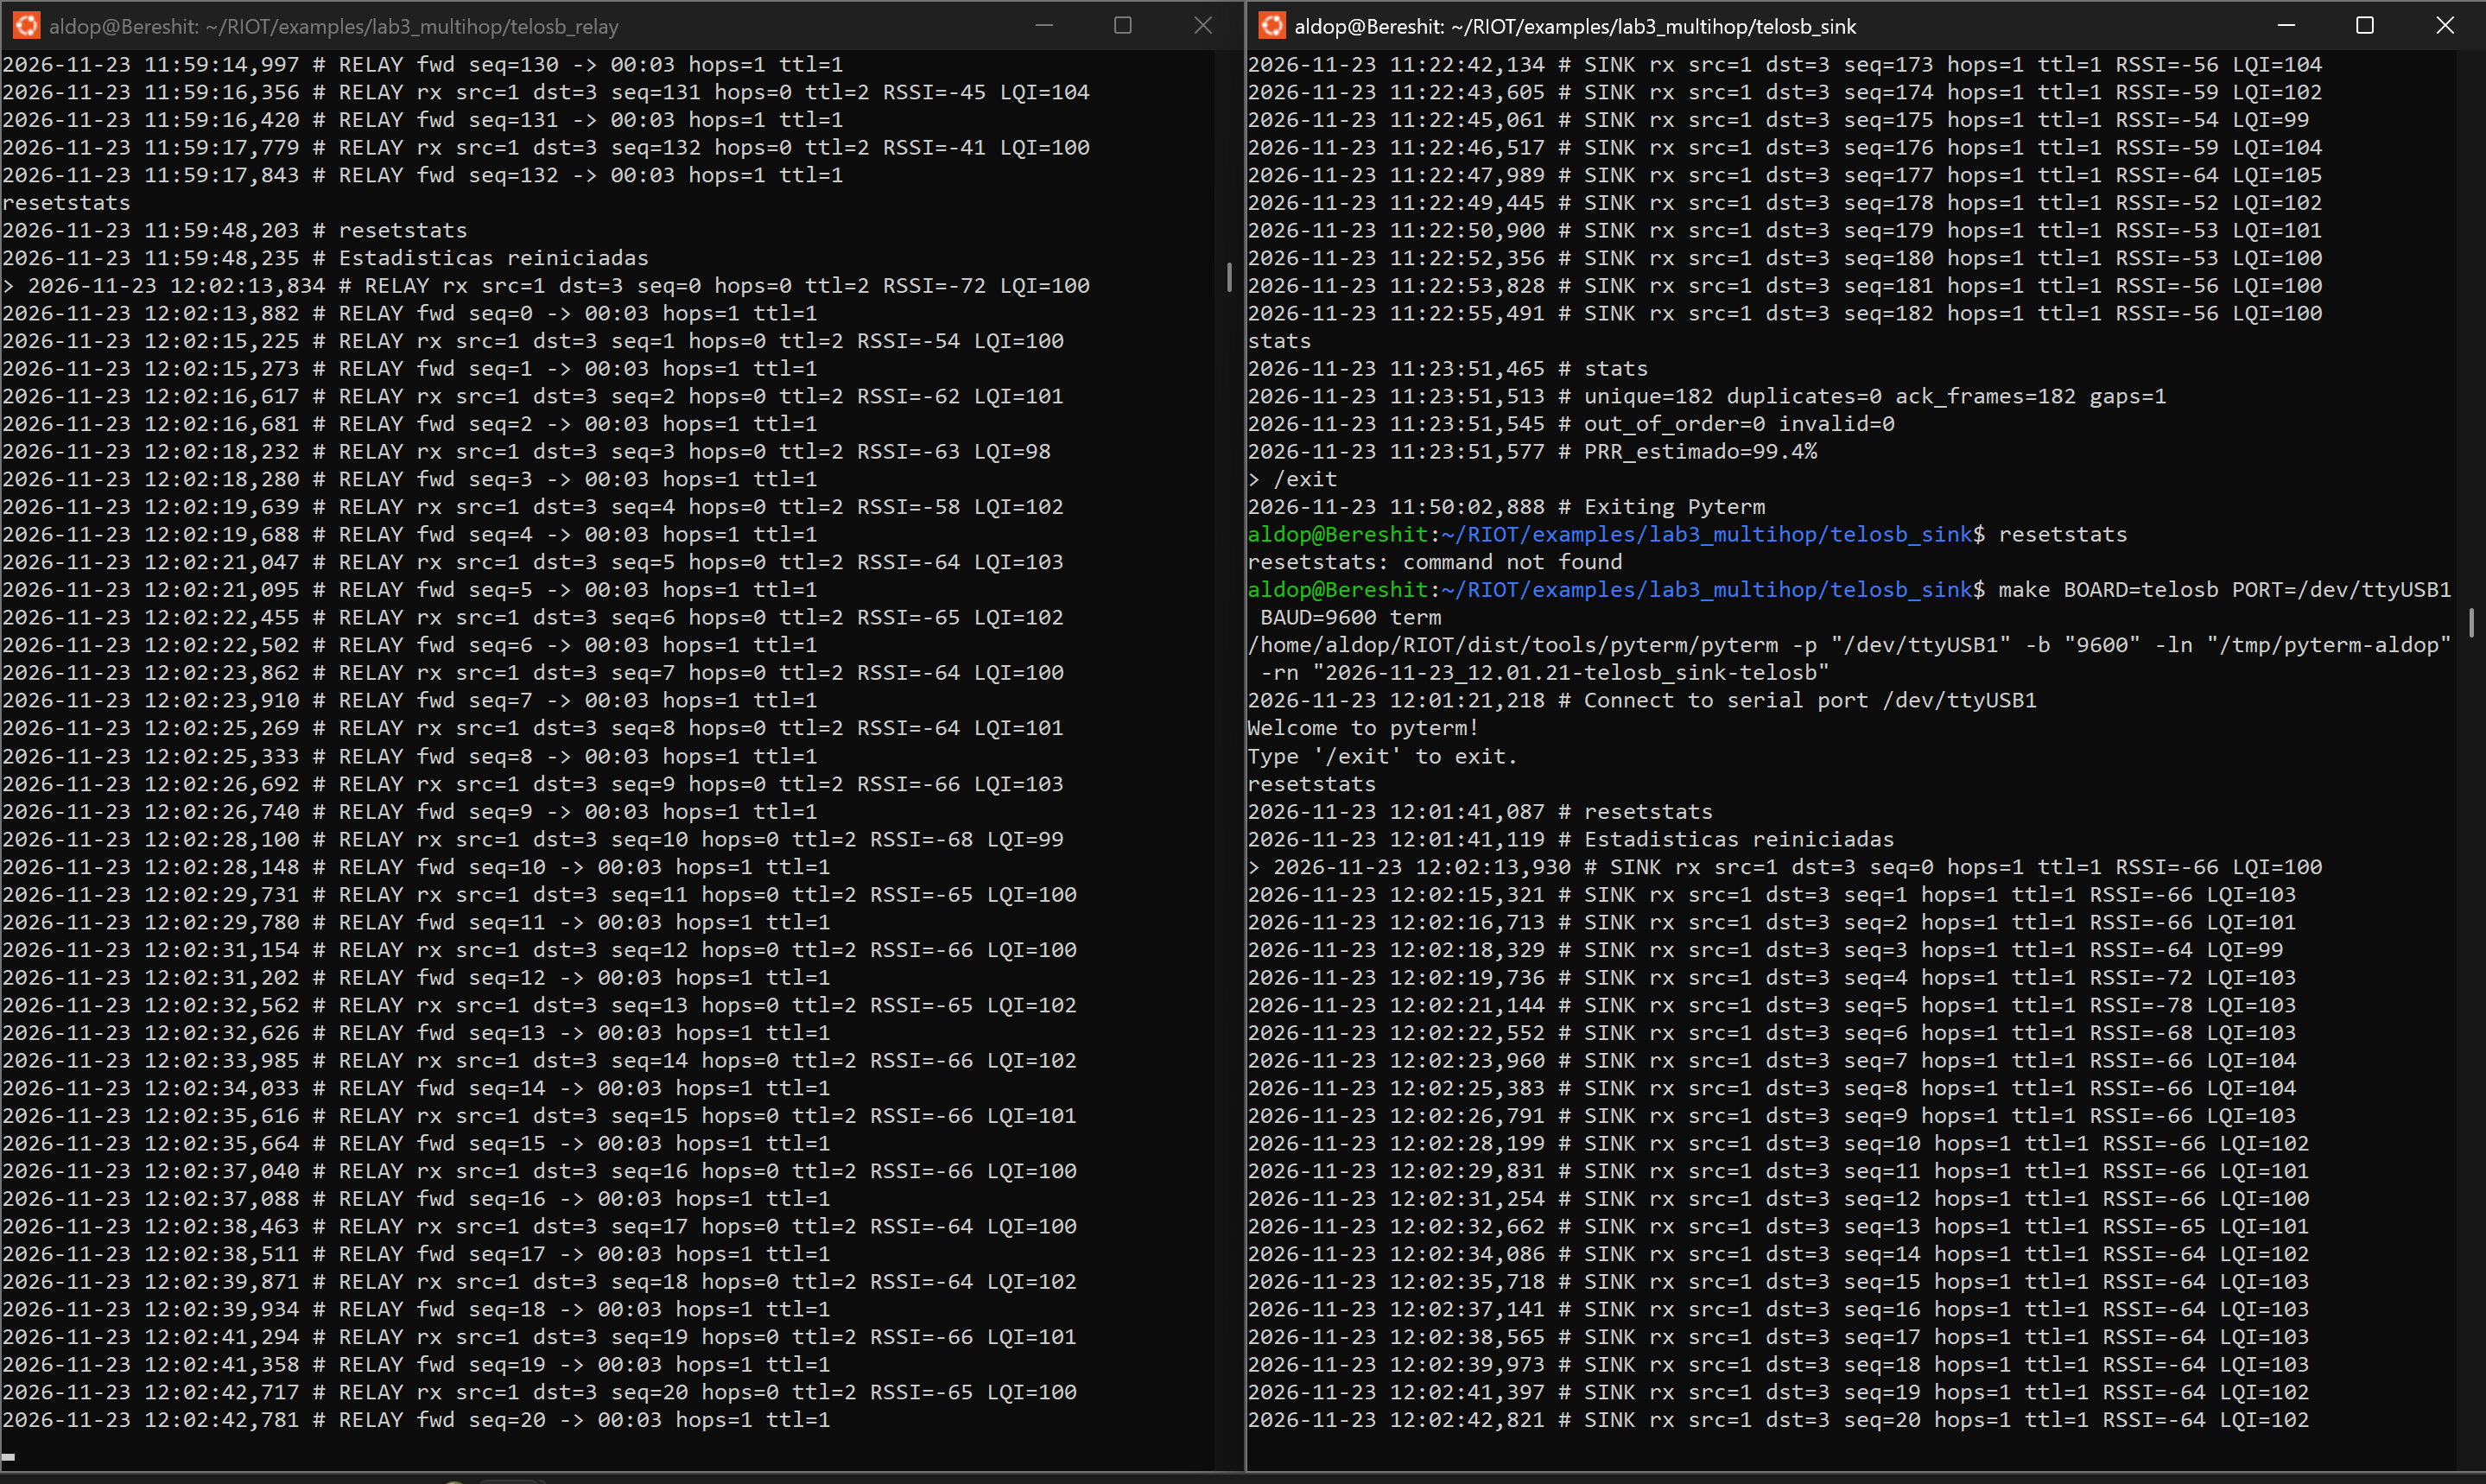 aldop@Bereshit: ~/RIOT/examples/lab3_multihop/telosb_relay
2026-11-23 11:59:14,997 # RELAY fwd seq=130 -> 00:03 hops=1 ttl=1
2026-11-23 11:59:16,356 # RELAY rx src=1 dst=3 seq=131 hops=0 ttl=2 RSSI=-45 LQI=104
2026-11-23 11:59:16,420 # RELAY fwd seq=131 -> 00:03 hops=1 ttl=1
2026-11-23 11:59:17,779 # RELAY rx src=1 dst=3 seq=132 hops=0 ttl=2 RSSI=-41 LQI=100
2026-11-23 11:59:17,843 # RELAY fwd seq=132 -> 00:03 hops=1 ttl=1
resetstats
2026-11-23 11:59:48,203 # resetstats
2026-11-23 11:59:48,235 # Estadisticas reiniciadas
> 2026-11-23 12:02:13,834 # RELAY rx src=1 dst=3 seq=0 hops=0 ttl=2 RSSI=-72 LQI=100
2026-11-23 12:02:13,882 # RELAY fwd seq=0 -> 00:03 hops=1 ttl=1
2026-11-23 12:02:15,225 # RELAY rx src=1 dst=3 seq=1 hops=0 ttl=2 RSSI=-54 LQI=100
2026-11-23 12:02:15,273 # RELAY fwd seq=1 -> 00:03 hops=1 ttl=1
2026-11-23 12:02:16,617 # RELAY rx src=1 dst=3 seq=2 hops=0 ttl=2 RSSI=-62 LQI=101
2026-11-23 12:02:16,681 # RELAY fwd seq=2 -> 00:03 hops=1 ttl=1
2026-11-23 12:02:18,232 # RELAY rx src=1 dst=3 seq=3 hops=0 ttl=2 RSSI=-63 LQI=98
2026-11-23 12:02:18,280 # RELAY fwd seq=3 -> 00:03 hops=1 ttl=1
2026-11-23 12:02:19,639 # RELAY rx src=1 dst=3 seq=4 hops=0 ttl=2 RSSI=-58 LQI=102
2026-11-23 12:02:19,688 # RELAY fwd seq=4 -> 00:03 hops=1 ttl=1
2026-11-23 12:02:21,047 # RELAY rx src=1 dst=3 seq=5 hops=0 ttl=2 RSSI=-64 LQI=103
2026-11-23 12:02:21,095 # RELAY fwd seq=5 -> 00:03 hops=1 ttl=1
2026-11-23 12:02:22,455 # RELAY rx src=1 dst=3 seq=6 hops=0 ttl=2 RSSI=-65 LQI=102
2026-11-23 12:02:22,502 # RELAY fwd seq=6 -> 00:03 hops=1 ttl=1
2026-11-23 12:02:23,862 # RELAY rx src=1 dst=3 seq=7 hops=0 ttl=2 RSSI=-64 LQI=100
2026-11-23 12:02:23,910 # RELAY fwd seq=7 -> 00:03 hops=1 ttl=1
2026-11-23 12:02:25,269 # RELAY rx src=1 dst=3 seq=8 hops=0 ttl=2 RSSI=-64 LQI=101
2026-11-23 12:02:25,333 # RELAY fwd seq=8 -> 00:03 hops=1 ttl=1
2026-11-23 12:02:26,692 # RELAY rx src=1 dst=3 seq=9 hops=0 ttl=2 RSSI=-66 LQI=103
2026-11-23 12:02:26,740 # RELAY fwd seq=9 -> 00:03 hops=1 ttl=1
2026-11-23 12:02:28,100 # RELAY rx src=1 dst=3 seq=10 hops=0 ttl=2 RSSI=-68 LQI=99
2026-11-23 12:02:28,148 # RELAY fwd seq=10 -> 00:03 hops=1 ttl=1
2026-11-23 12:02:29,731 # RELAY rx src=1 dst=3 seq=11 hops=0 ttl=2 RSSI=-65 LQI=100
2026-11-23 12:02:29,780 # RELAY fwd seq=11 -> 00:03 hops=1 ttl=1
2026-11-23 12:02:31,154 # RELAY rx src=1 dst=3 seq=12 hops=0 ttl=2 RSSI=-66 LQI=100
2026-11-23 12:02:31,202 # RELAY fwd seq=12 -> 00:03 hops=1 ttl=1
2026-11-23 12:02:32,562 # RELAY rx src=1 dst=3 seq=13 hops=0 ttl=2 RSSI=-65 LQI=102
2026-11-23 12:02:32,626 # RELAY fwd seq=13 -> 00:03 hops=1 ttl=1
2026-11-23 12:02:33,985 # RELAY rx src=1 dst=3 seq=14 hops=0 ttl=2 RSSI=-66 LQI=102
2026-11-23 12:02:34,033 # RELAY fwd seq=14 -> 00:03 hops=1 ttl=1
2026-11-23 12:02:35,616 # RELAY rx src=1 dst=3 seq=15 hops=0 ttl=2 RSSI=-66 LQI=101
2026-11-23 12:02:35,664 # RELAY fwd seq=15 -> 00:03 hops=1 ttl=1
2026-11-23 12:02:37,040 # RELAY rx src=1 dst=3 seq=16 hops=0 ttl=2 RSSI=-66 LQI=100
2026-11-23 12:02:37,088 # RELAY fwd seq=16 -> 00:03 hops=1 ttl=1
2026-11-23 12:02:38,463 # RELAY rx src=1 dst=3 seq=17 hops=0 ttl=2 RSSI=-64 LQI=100
2026-11-23 12:02:38,511 # RELAY fwd seq=17 -> 00:03 hops=1 ttl=1
2026-11-23 12:02:39,871 # RELAY rx src=1 dst=3 seq=18 hops=0 ttl=2 RSSI=-64 LQI=102
2026-11-23 12:02:39,934 # RELAY fwd seq=18 -> 00:03 hops=1 ttl=1
2026-11-23 12:02:41,294 # RELAY rx src=1 dst=3 seq=19 hops=0 ttl=2 RSSI=-66 LQI=101
2026-11-23 12:02:41,358 # RELAY fwd seq=19 -> 00:03 hops=1 ttl=1
2026-11-23 12:02:42,717 # RELAY rx src=1 dst=3 seq=20 hops=0 ttl=2 RSSI=-65 LQI=100
2026-11-23 12:02:42,781 # RELAY fwd seq=20 -> 00:03 hops=1 ttl=1
aldop@Bereshit: ~/RIOT/examples/lab3_multihop/telosb_sink
2026-11-23 11:22:42,134 # SINK rx src=1 dst=3 seq=173 hops=1 ttl=1 RSSI=-56 LQI=104
2026-11-23 11:22:43,605 # SINK rx src=1 dst=3 seq=174 hops=1 ttl=1 RSSI=-59 LQI=102
2026-11-23 11:22:45,061 # SINK rx src=1 dst=3 seq=175 hops=1 ttl=1 RSSI=-54 LQI=99
2026-11-23 11:22:46,517 # SINK rx src=1 dst=3 seq=176 hops=1 ttl=1 RSSI=-59 LQI=104
2026-11-23 11:22:47,989 # SINK rx src=1 dst=3 seq=177 hops=1 ttl=1 RSSI=-64 LQI=105
2026-11-23 11:22:49,445 # SINK rx src=1 dst=3 seq=178 hops=1 ttl=1 RSSI=-52 LQI=102
2026-11-23 11:22:50,900 # SINK rx src=1 dst=3 seq=179 hops=1 ttl=1 RSSI=-53 LQI=101
2026-11-23 11:22:52,356 # SINK rx src=1 dst=3 seq=180 hops=1 ttl=1 RSSI=-53 LQI=100
2026-11-23 11:22:53,828 # SINK rx src=1 dst=3 seq=181 hops=1 ttl=1 RSSI=-56 LQI=100
2026-11-23 11:22:55,491 # SINK rx src=1 dst=3 seq=182 hops=1 ttl=1 RSSI=-56 LQI=100
stats
2026-11-23 11:23:51,465 # stats
2026-11-23 11:23:51,513 # unique=182 duplicates=0 ack_frames=182 gaps=1
2026-11-23 11:23:51,545 # out_of_order=0 invalid=0
2026-11-23 11:23:51,577 # PRR_estimado=99.4%
> /exit
2026-11-23 11:50:02,888 # Exiting Pyterm
aldop@Bereshit:~/RIOT/examples/lab3_multihop/telosb_sink$ resetstats
resetstats: command not found
aldop@Bereshit:~/RIOT/examples/lab3_multihop/telosb_sink$ make BOARD=telosb PORT=/dev/ttyUSB1
 BAUD=9600 term
/home/aldop/RIOT/dist/tools/pyterm/pyterm -p "/dev/ttyUSB1" -b "9600" -ln "/tmp/pyterm-aldop"
 -rn "2026-11-23_12.01.21-telosb_sink-telosb"
2026-11-23 12:01:21,218 # Connect to serial port /dev/ttyUSB1
Welcome to pyterm!
Type '/exit' to exit.
resetstats
2026-11-23 12:01:41,087 # resetstats
2026-11-23 12:01:41,119 # Estadisticas reiniciadas
> 2026-11-23 12:02:13,930 # SINK rx src=1 dst=3 seq=0 hops=1 ttl=1 RSSI=-66 LQI=100
2026-11-23 12:02:15,321 # SINK rx src=1 dst=3 seq=1 hops=1 ttl=1 RSSI=-66 LQI=103
2026-11-23 12:02:16,713 # SINK rx src=1 dst=3 seq=2 hops=1 ttl=1 RSSI=-66 LQI=101
2026-11-23 12:02:18,329 # SINK rx src=1 dst=3 seq=3 hops=1 ttl=1 RSSI=-64 LQI=99
2026-11-23 12:02:19,736 # SINK rx src=1 dst=3 seq=4 hops=1 ttl=1 RSSI=-72 LQI=103
2026-11-23 12:02:21,144 # SINK rx src=1 dst=3 seq=5 hops=1 ttl=1 RSSI=-78 LQI=103
2026-11-23 12:02:22,552 # SINK rx src=1 dst=3 seq=6 hops=1 ttl=1 RSSI=-68 LQI=103
2026-11-23 12:02:23,960 # SINK rx src=1 dst=3 seq=7 hops=1 ttl=1 RSSI=-66 LQI=104
2026-11-23 12:02:25,383 # SINK rx src=1 dst=3 seq=8 hops=1 ttl=1 RSSI=-66 LQI=104
2026-11-23 12:02:26,791 # SINK rx src=1 dst=3 seq=9 hops=1 ttl=1 RSSI=-66 LQI=103
2026-11-23 12:02:28,199 # SINK rx src=1 dst=3 seq=10 hops=1 ttl=1 RSSI=-66 LQI=102
2026-11-23 12:02:29,831 # SINK rx src=1 dst=3 seq=11 hops=1 ttl=1 RSSI=-66 LQI=101
2026-11-23 12:02:31,254 # SINK rx src=1 dst=3 seq=12 hops=1 ttl=1 RSSI=-66 LQI=100
2026-11-23 12:02:32,662 # SINK rx src=1 dst=3 seq=13 hops=1 ttl=1 RSSI=-65 LQI=101
2026-11-23 12:02:34,086 # SINK rx src=1 dst=3 seq=14 hops=1 ttl=1 RSSI=-64 LQI=102
2026-11-23 12:02:35,718 # SINK rx src=1 dst=3 seq=15 hops=1 ttl=1 RSSI=-64 LQI=103
2026-11-23 12:02:37,141 # SINK rx src=1 dst=3 seq=16 hops=1 ttl=1 RSSI=-64 LQI=103
2026-11-23 12:02:38,565 # SINK rx src=1 dst=3 seq=17 hops=1 ttl=1 RSSI=-64 LQI=103
2026-11-23 12:02:39,973 # SINK rx src=1 dst=3 seq=18 hops=1 ttl=1 RSSI=-64 LQI=103
2026-11-23 12:02:41,397 # SINK rx src=1 dst=3 seq=19 hops=1 ttl=1 RSSI=-64 LQI=102
2026-11-23 12:02:42,821 # SINK rx src=1 dst=3 seq=20 hops=1 ttl=1 RSSI=-64 LQI=102